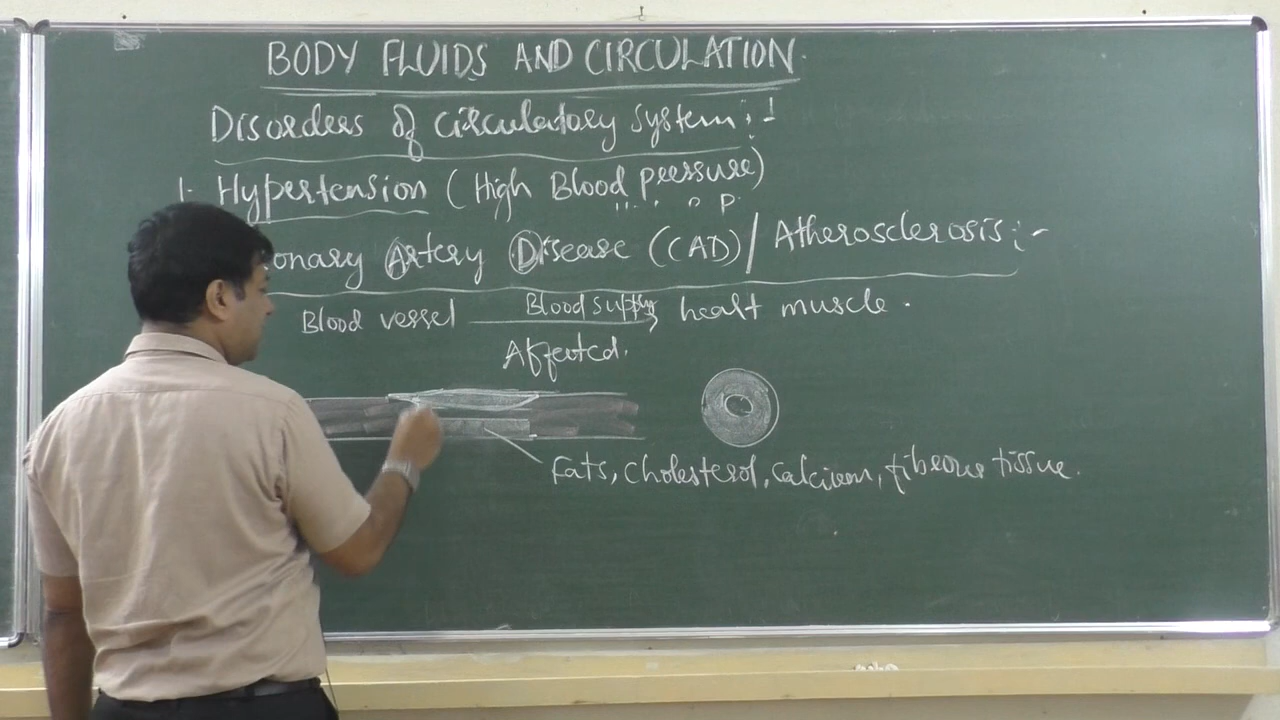 BODY FLUIDS AND CIRCULATION.
Disorders of circulatory system :-
1. Hypertension (High Blood pressure)
onary Artery Disease (CAD) / Atherosclerosis :-
Blood vessel Blood supply heart muscle.
Affected.
Fats, cholesterol, calcium, fibrous tissue.